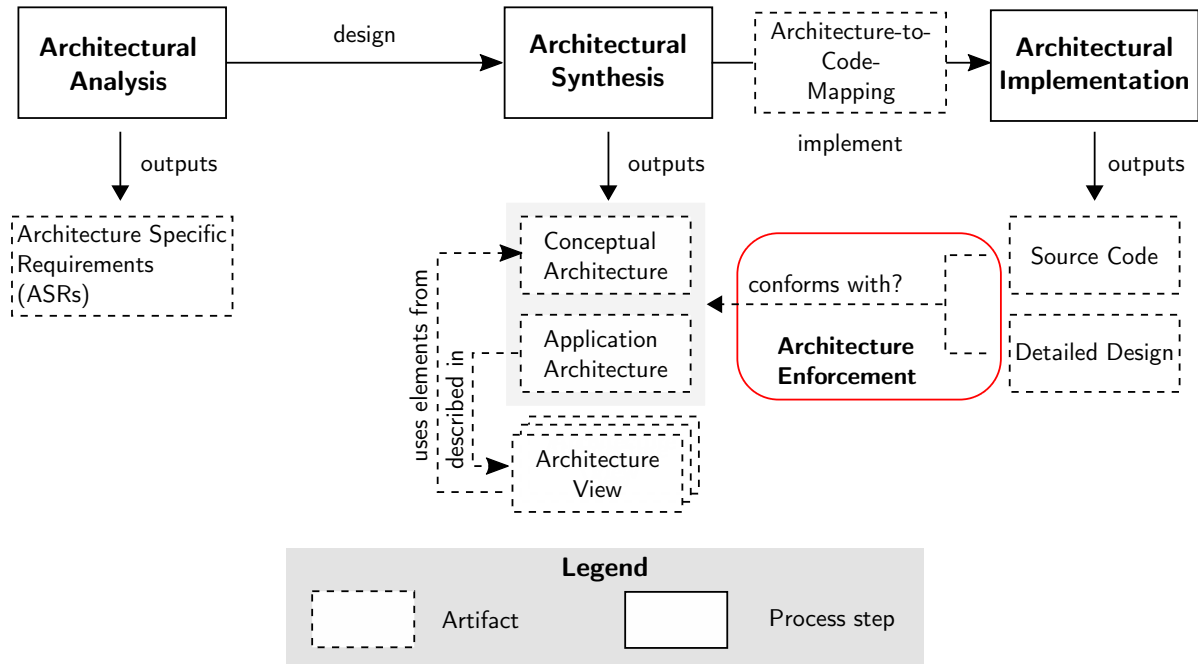 Architectural
Analysis
design
Architectural
Synthesis
Architecture-to-
Code-
Mapping
implement
Architectural
Implementation
outputs
outputs
outputs
Architecture Specific
Requirements
(ASRs)
Conceptual
Architecture
Application
Architecture
uses elements from
described in
Architecture
View
conforms with?
Architecture
Enforcement
Source Code
Detailed Design
Legend
Artifact
Process step